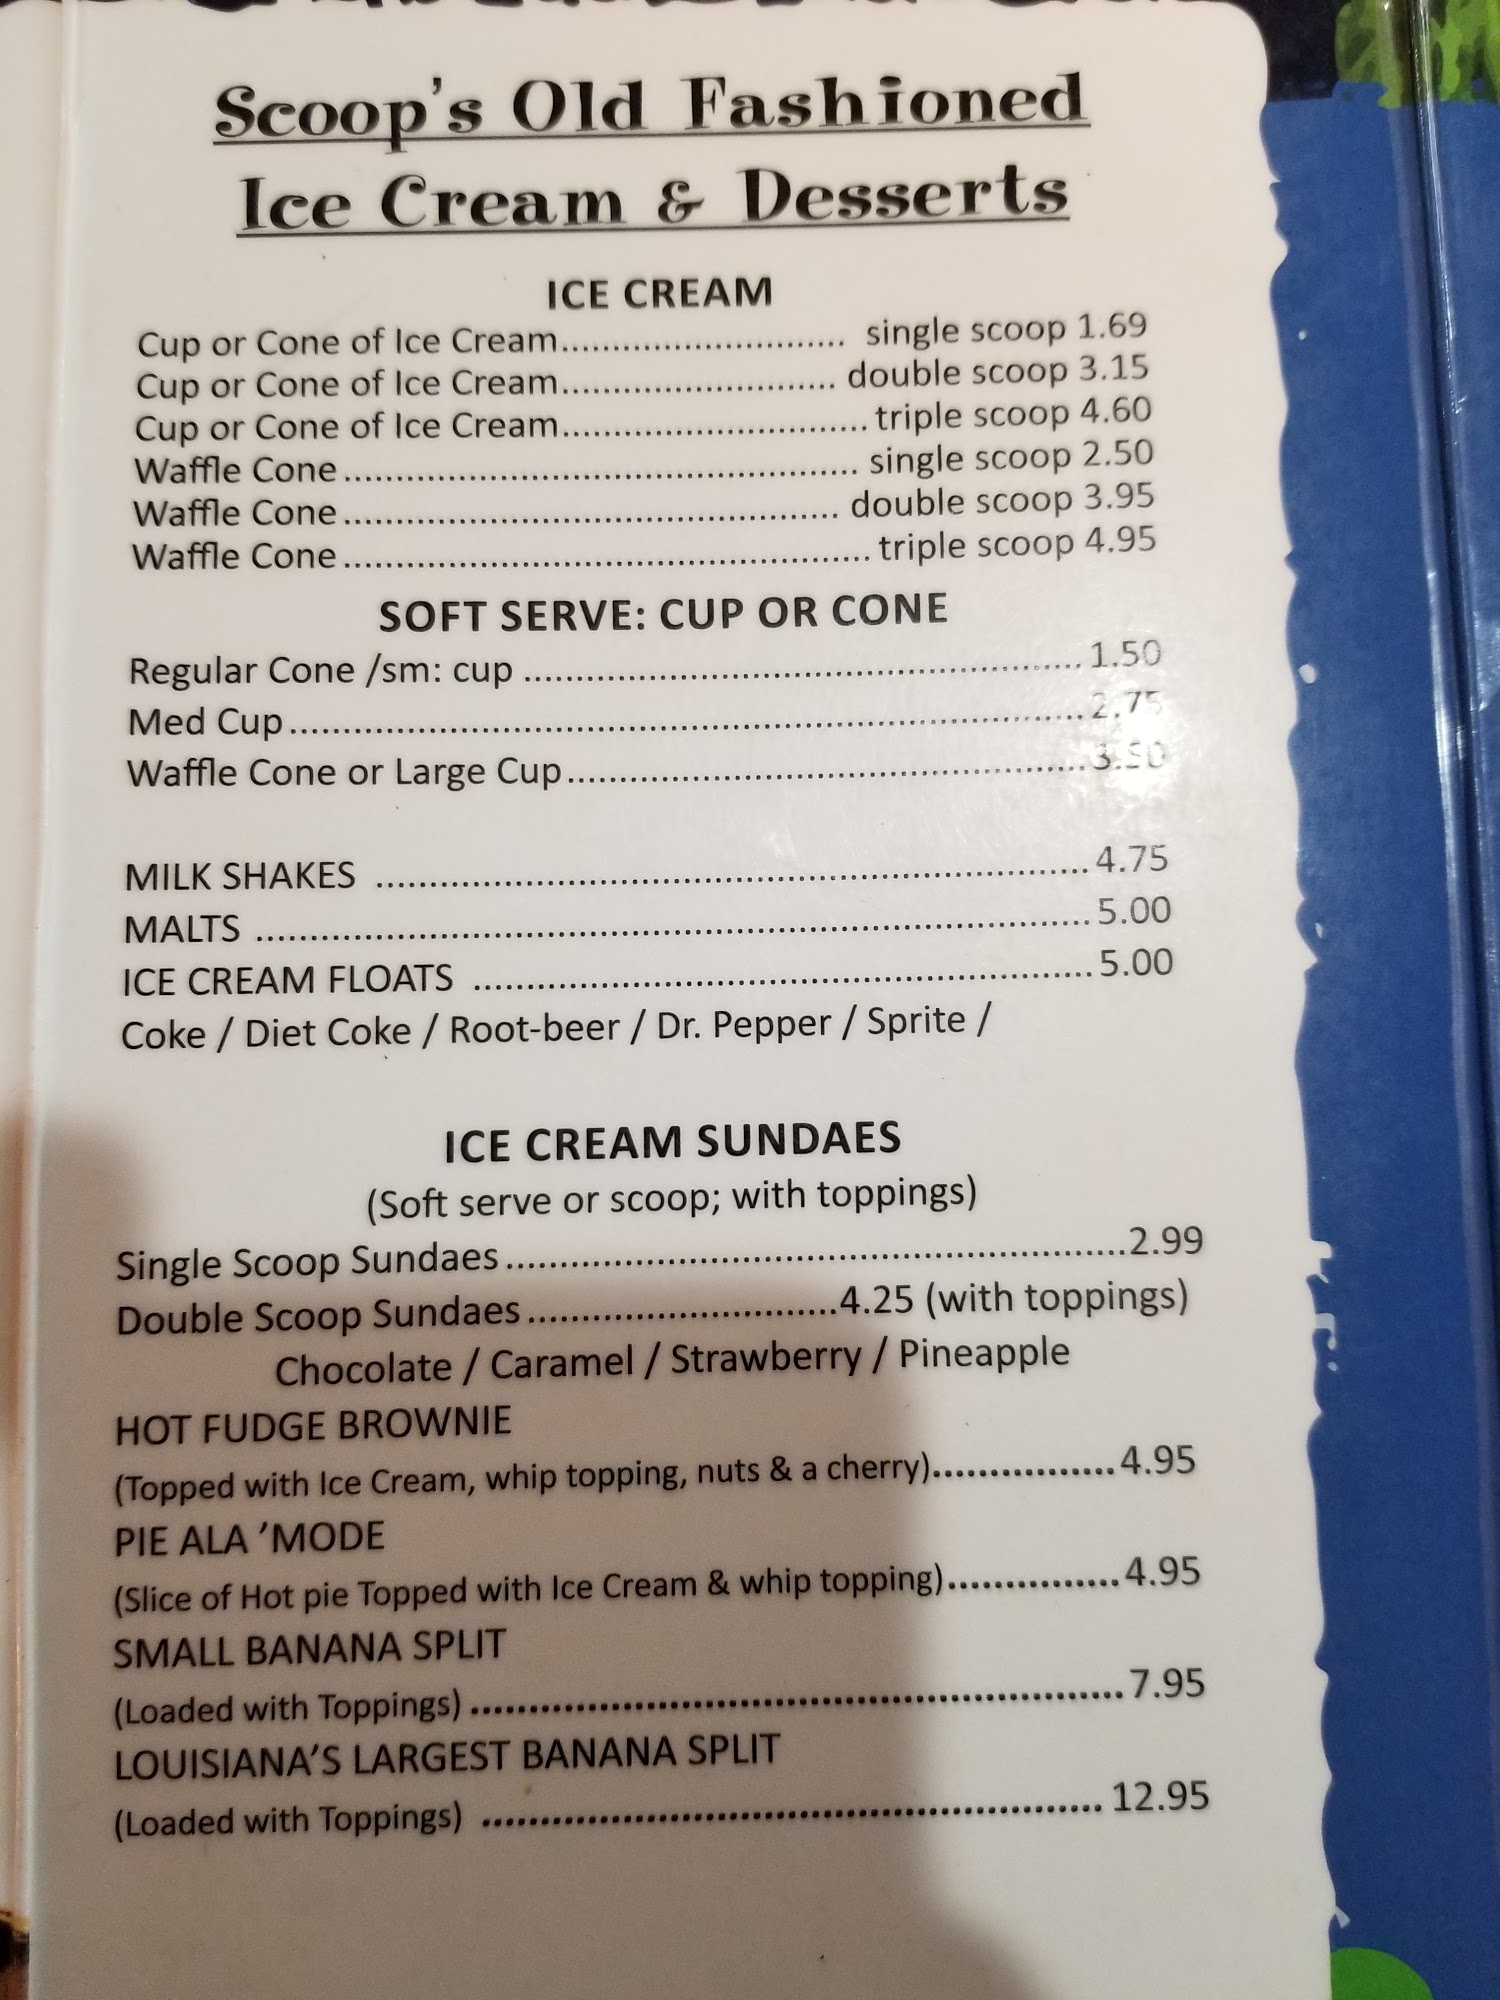 Scoop's Old Fashioned
Ice Cream & Desserts
ICE CREAM
Cup or Cone of Ice Cream............................ single scoop 1.69
Cup or Cone of Ice Cream........................... double scoop 3.15
Cup or Cone of Ice Cream.............................. triple scoop 4.60
Waffle Cone.................................................. single scoop 2.50
Waffle Cone................................................ double scoop 3.95
Waffle Cone................................................... triple scoop 4.95
SOFT SERVE: CUP OR CONE
Regular Cone /sm: cup ......................................................1.50
Med Cup.............................................................................2.75
Waffle Cone or Large Cup..................................................3.50
MILK SHAKES .....................................................................4.75
MALTS ................................................................................5.00
ICE CREAM FLOATS ............................................................5.00
Coke / Diet Coke / Root-beer / Dr. Pepper / Sprite /
ICE CREAM SUNDAES
(Soft serve or scoop; with toppings)
Single Scoop Sundaes..........................................................2.99
Double Scoop Sundaes.............................4.25 (with toppings)
Chocolate / Caramel / Strawberry / Pineapple
HOT FUDGE BROWNIE
(Topped with Ice Cream, whip topping, nuts & a cherry)................4.95
PIE ALA 'MODE
(Slice of Hot pie Topped with Ice Cream & whip topping)...............4.95
SMALL BANANA SPLIT
(Loaded with Toppings) .........................................................7.95
LOUISIANA'S LARGEST BANANA SPLIT
(Loaded with Toppings) ...................................................... 12.95